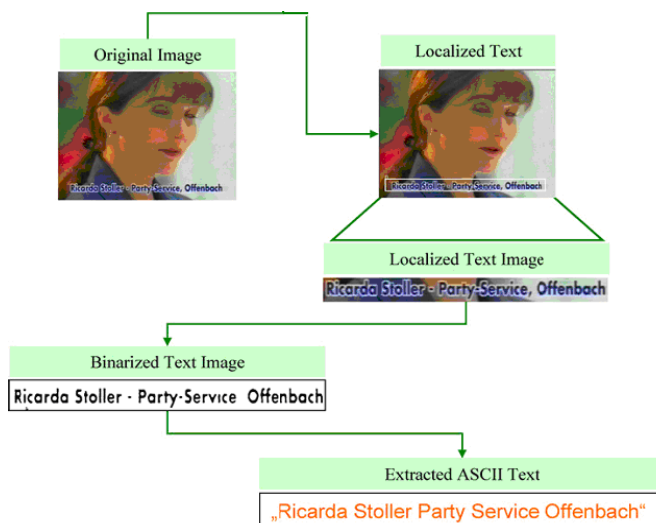 Original Image
Localized Text
Ricarda Stoller - Party-Service, Offenbach
Ricarda Stoller - Party-Service, Offenbach
Localized Text Image
Ricarda Stoller - Party-Service, Offenbach
Binarized Text Image
Ricarda Stoller - Party-Service Offenbach
Extracted ASCII Text
„Ricarda Stoller Party Service Offenbach“